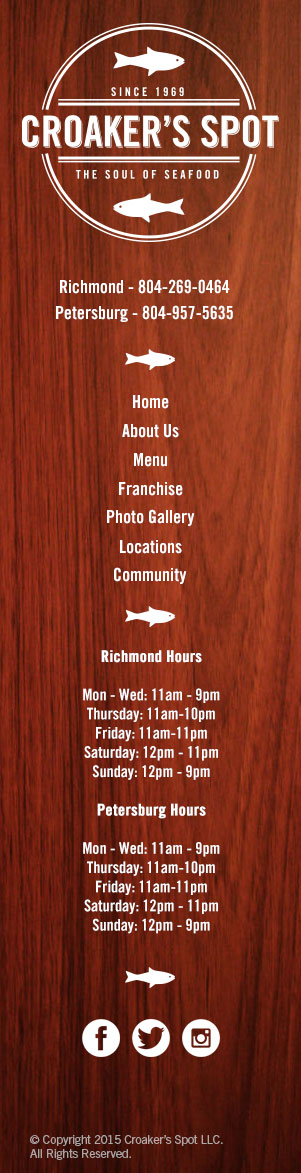 SINCE 1969
CROAKER'S SPOT
THE SOUL OF SEAFOOD
Richmond - 804-269-0464
Petersburg - 804-957-5635
Home
About Us
Menu
Franchise
Photo Gallery
Locations
Community
Richmond Hours
Mon - Wed: 11am - 9pm
Thursday: 11am-10pm
Friday: 11am-11pm
Saturday: 12pm - 11pm
Sunday: 12pm - 9pm
Petersburg Hours
Mon - Wed: 11am - 9pm
Thursday: 11am-10pm
Friday: 11am-11pm
Saturday: 12pm - 11pm
Sunday: 12pm - 9pm
© Copyright 2015 Croaker's Spot LLC.
All Rights Reserved.